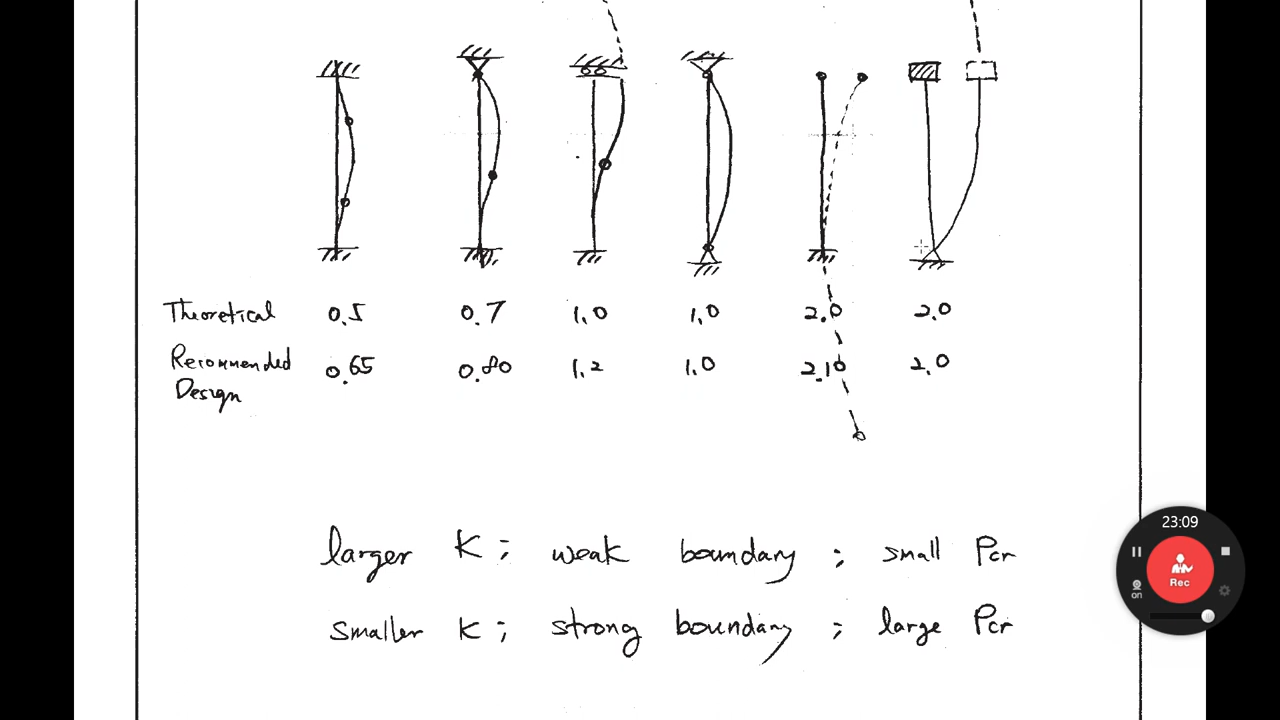 Theoretical 0.5 0.7 1.0 1.0 2.0 2.0
Recommended Design 0.65 0.80 1.2 1.0 2.10 2.0
larger K ; weak boundary ; small Pcr
smaller K ; strong boundary ; large Pcr
23:09
Rec
on